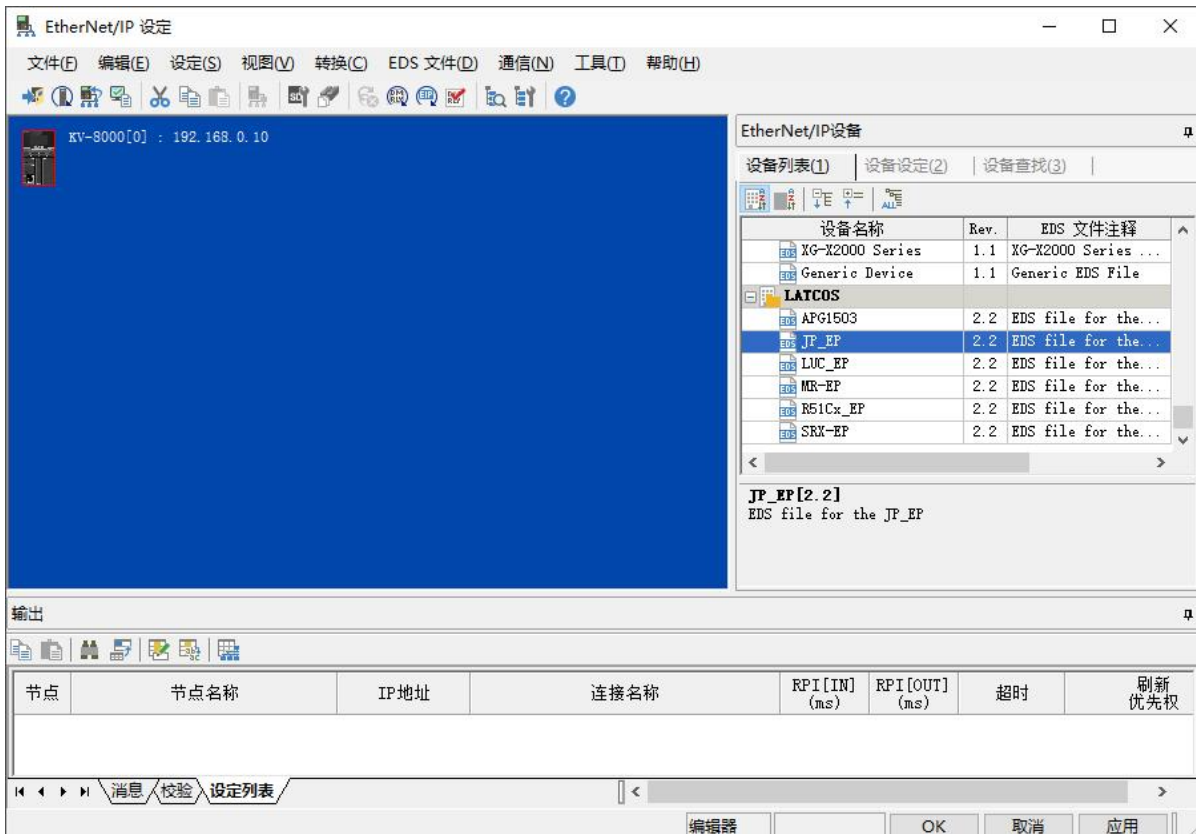 EtherNet/IP 设定
文件(F) 编辑(E) 设定(S) 视图(V) 转换(C) EDS 文件(D) 通信(N) 工具(T) 帮助(H)
KV-8000[0] : 192.168.0.10
EtherNet/IP设备
设备列表(1) 设备设定(2) 设备查找(3)
设备名称 Rev. EDS 文件注释
XG-X2000 Series 1.1 XG-X2000 Series ...
Generic Device 1.1 Generic EDS File
LATCOS
APG1503 2.2 EDS file for the...
JP_EP 2.2 EDS file for the...
LUC_EP 2.2 EDS file for the...
MR-EP 2.2 EDS file for the...
R51Cx_EP 2.2 EDS file for the...
SRX-EP 2.2 EDS file for the...
JP_EP[2.2]
EDS file for the JP_EP
输出
节点 节点名称 IP地址 连接名称 RPI[IN] (ms) RPI[OUT] (ms) 超时 刷新 优先权
消息 校验 设定列表
编辑器 OK 取消 应用